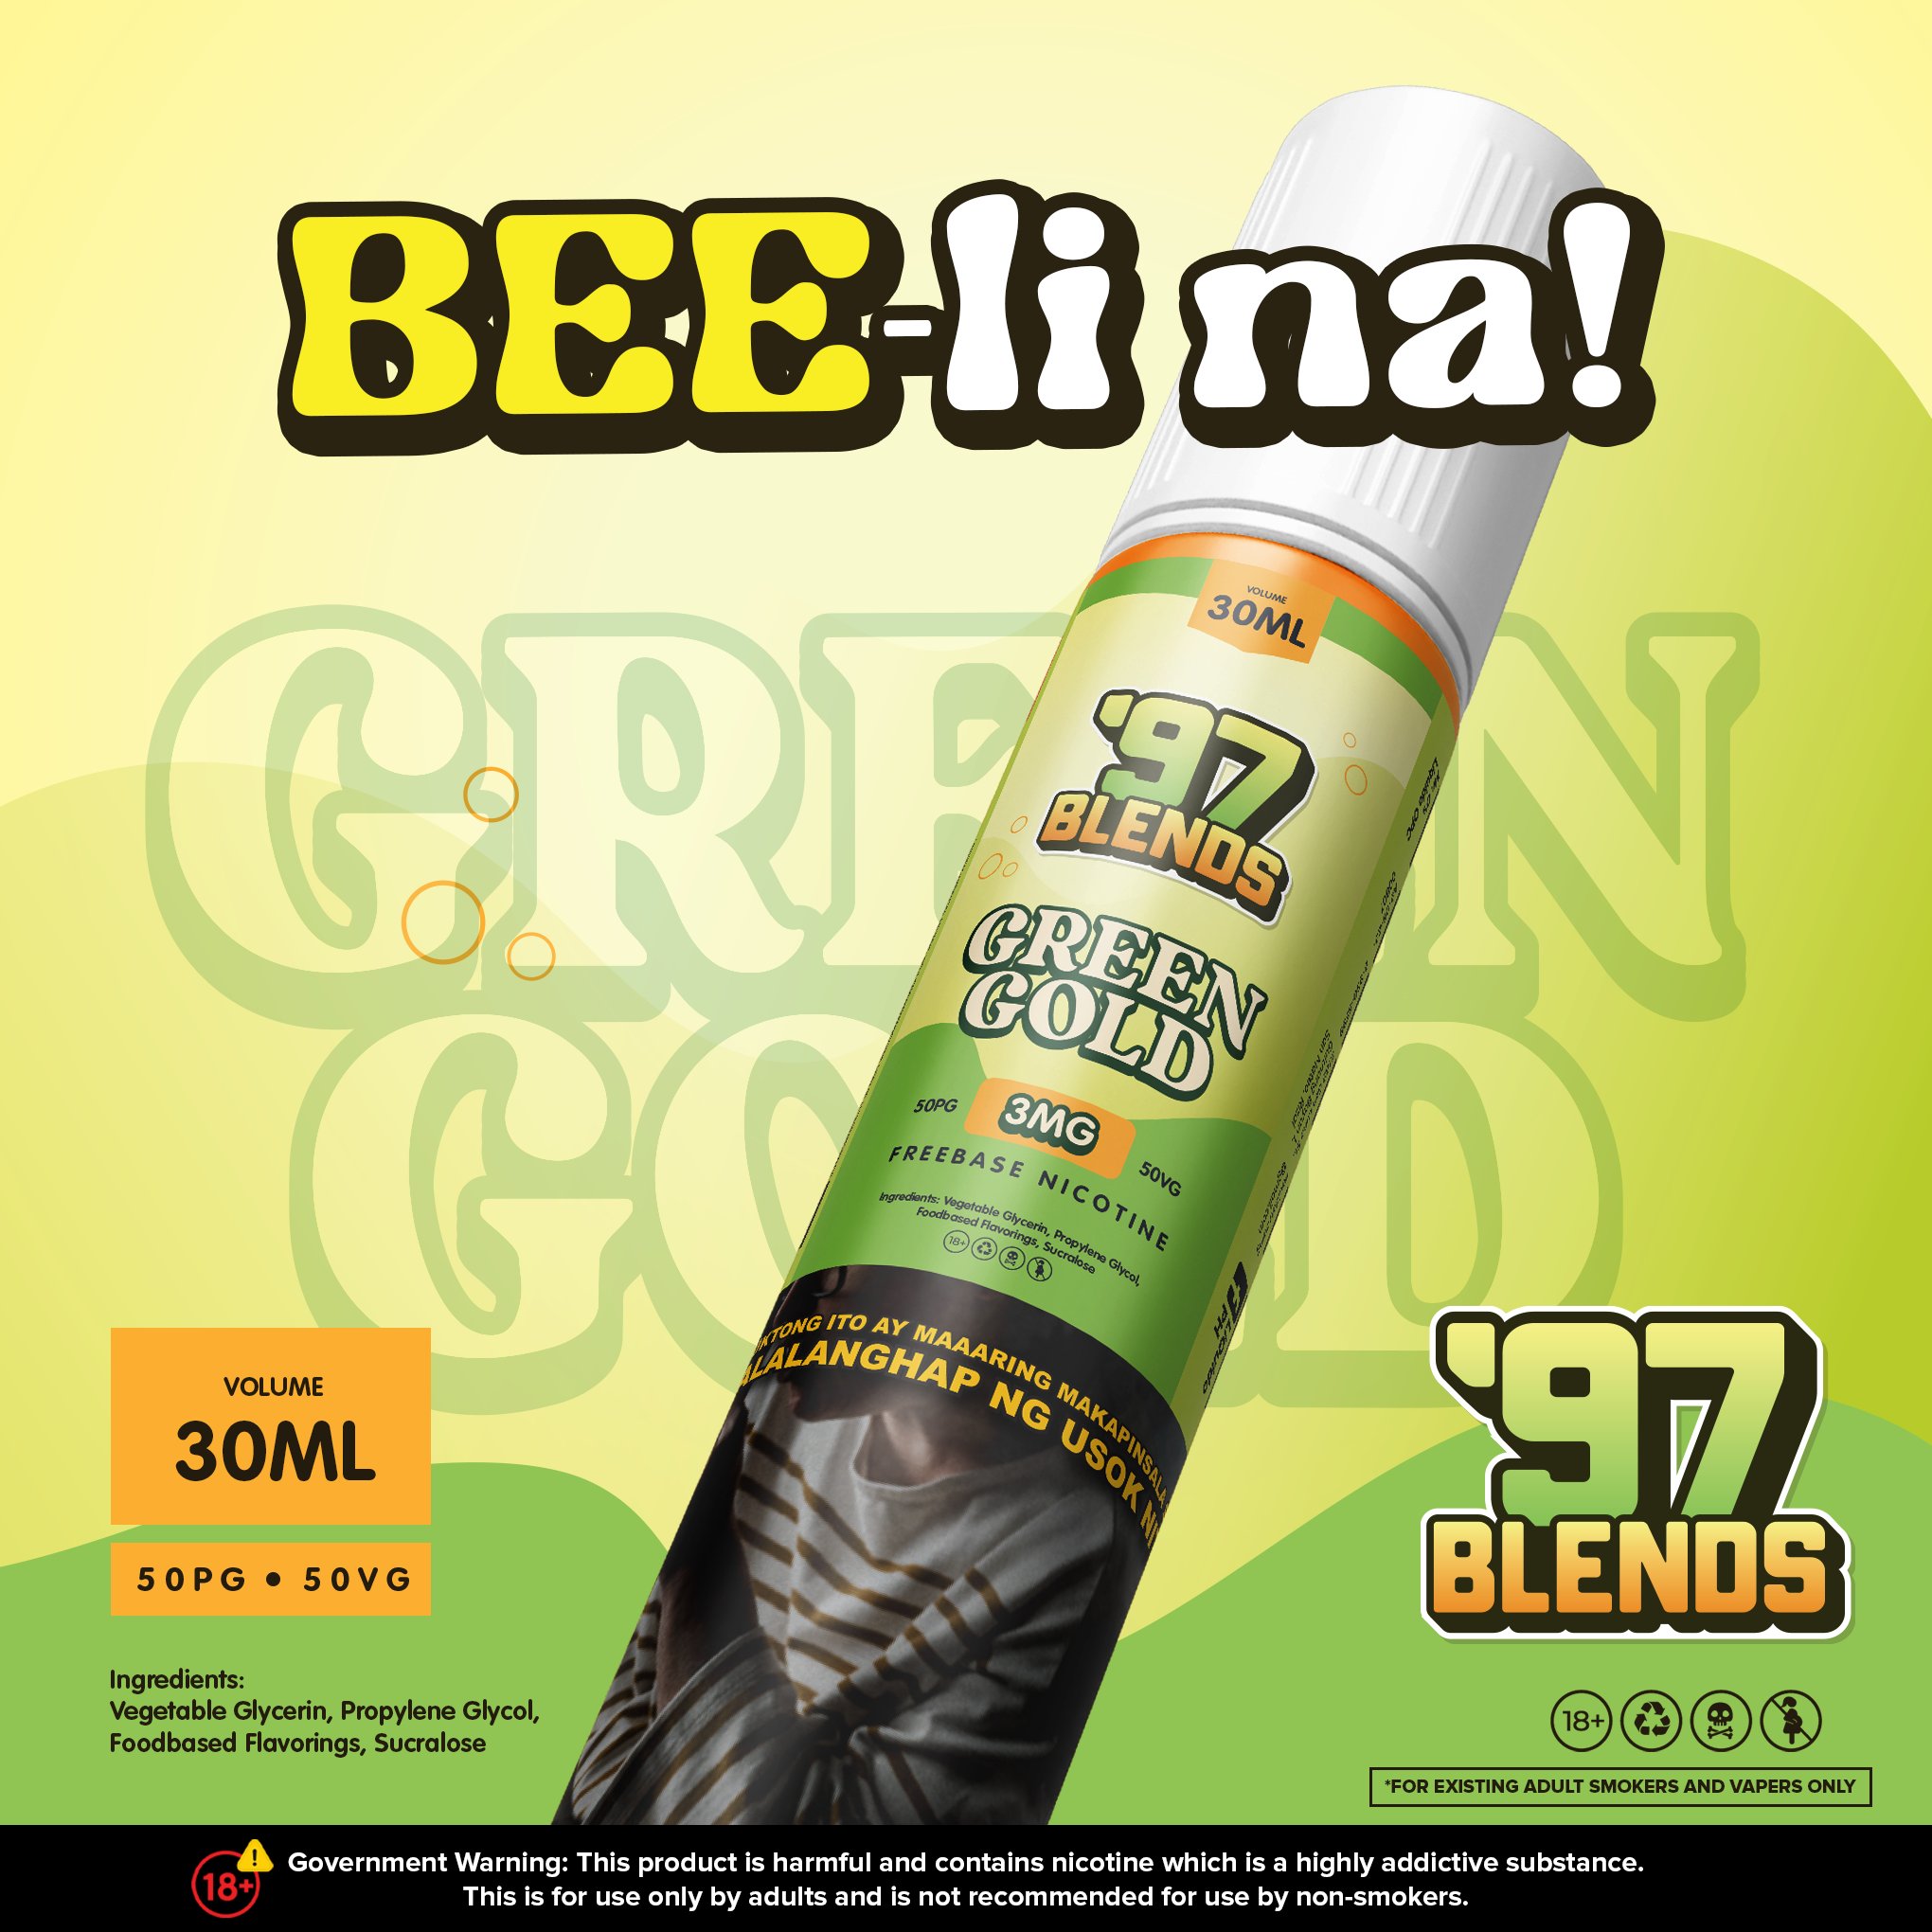 BEE-li na!
GREEN
GOLD
VOLUME
30ML
'97
BLENDS
GREEN
GOLD
50PG
3MG
50VG
FREEBASE NICOTINE
Ingredients: Vegetable Glycerin, Propylene Glycol,
Foodbased Flavorings, Sucralose
18+
ITO AY MAAARING MAKAPINSALA
NG USOK
VOLUME
30ML
50PG • 50VG
Ingredients:
Vegetable Glycerin, Propylene Glycol,
Foodbased Flavorings, Sucralose
'97
BLENDS
18+
*FOR EXISTING ADULT SMOKERS AND VAPERS ONLY
18+
Government Warning: This product is harmful and contains nicotine which is a highly addictive substance.
This is for use only by adults and is not recommended for use by non-smokers.